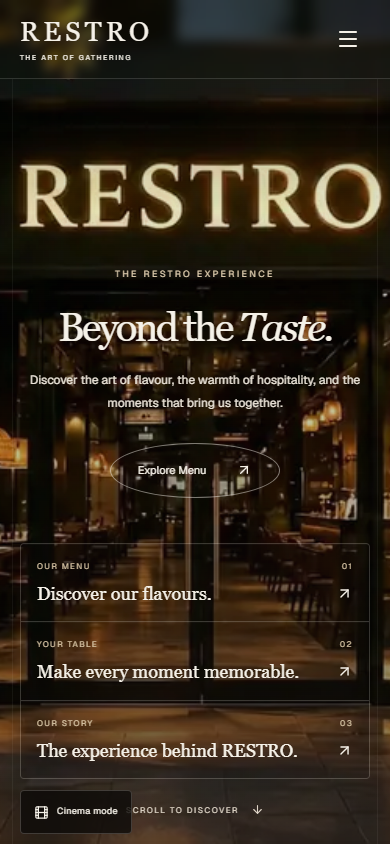 RESTRO
THE ART OF GATHERING
RESTRO
THE RESTRO EXPERIENCE
Beyond the Taste.
Discover the art of flavour, the warmth of hospitality, and the
moments that bring us together.
Explore Menu
OUR MENU 01
Discover our flavours.
YOUR TABLE 02
Make every moment memorable.
OUR STORY 03
The experience behind RESTRO.
Cinema mode SCROLL TO DISCOVER